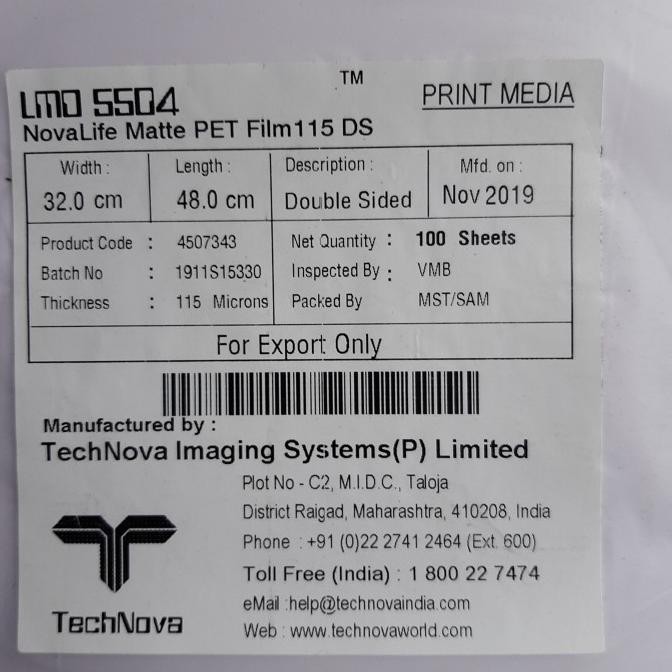 LMO 5504 ™
PRINT MEDIA
NovaLife Matte PET Film115 DS
Width : Length : Description : Mfd. on :
32.0 cm 48.0 cm Double Sided Nov 2019
Product Code : 4507343 Net Quantity : 100 Sheets
Batch No : 1911S15330 Inspected By : VMB
Thickness : 115 Microns Packed By MST/SAM
For Export Only
Manufactured by :
TechNova Imaging Systems(P) Limited
Plot No - C2, M.I.D.C., Taloja
District Raigad, Maharashtra, 410208, India
Phone : +91 (0)22 2741 2464 (Ext. 600)
Toll Free (India) : 1 800 22 7474
eMail :help@technovaindia.com
Web : www.technovaworld.com
TechNova